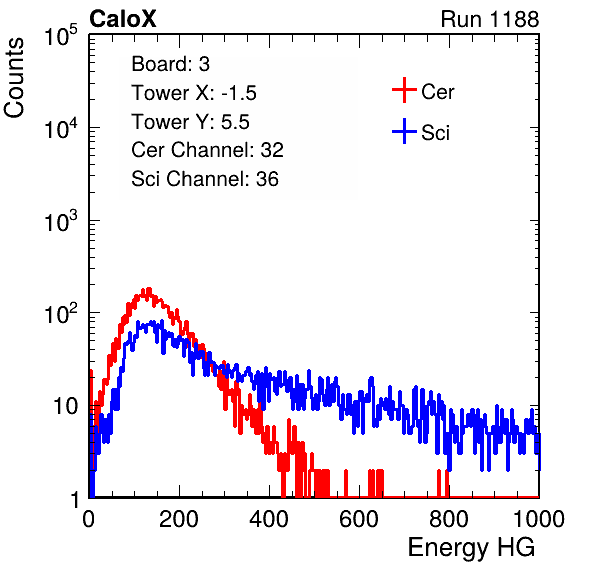 CaloX Run 1188
Counts
10^5
10^4
10^3
10^2
10
1
Board: 3
Tower X: -1.5
Tower Y: 5.5
Cer Channel: 32
Sci Channel: 36
Cer
Sci
0 200 400 600 800 1000
Energy HG